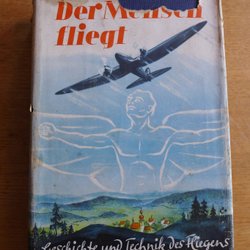 Der Mensch
fliegt
Geschichte und Technik des Fliegens